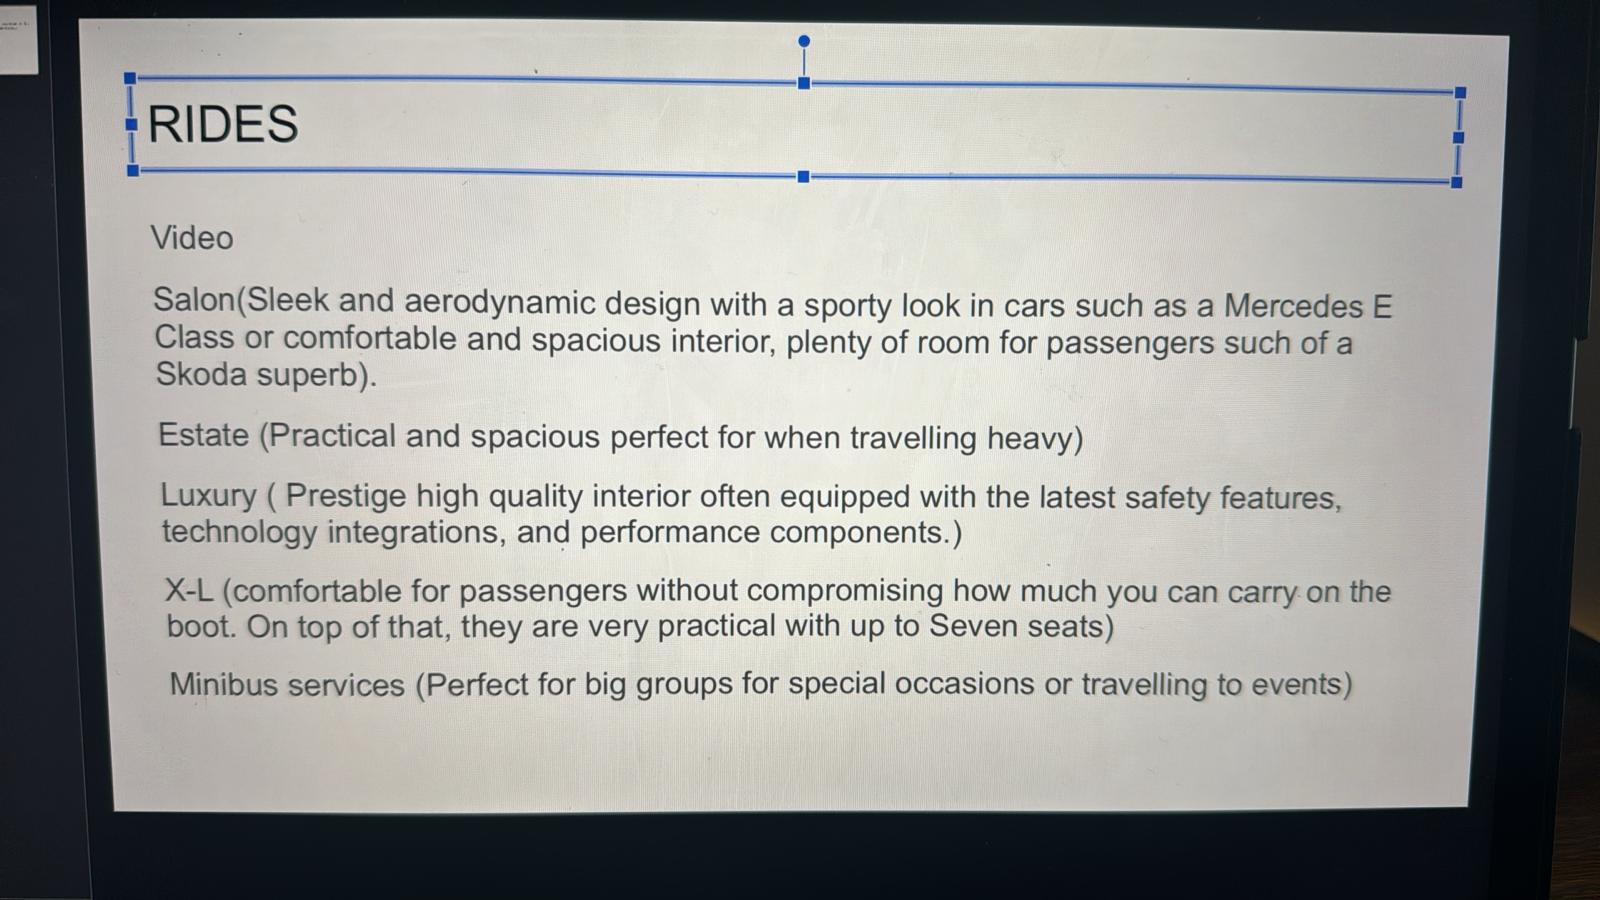 RIDES
Video
Salon(Sleek and aerodynamic design with a sporty look in cars such as a Mercedes E
Class or comfortable and spacious interior, plenty of room for passengers such of a
Skoda superb).
Estate (Practical and spacious perfect for when travelling heavy)
Luxury ( Prestige high quality interior often equipped with the latest safety features,
technology integrations, and performance components.)
X-L (comfortable for passengers without compromising how much you can carry on the
boot. On top of that, they are very practical with up to Seven seats)
Minibus services (Perfect for big groups for special occasions or travelling to events)